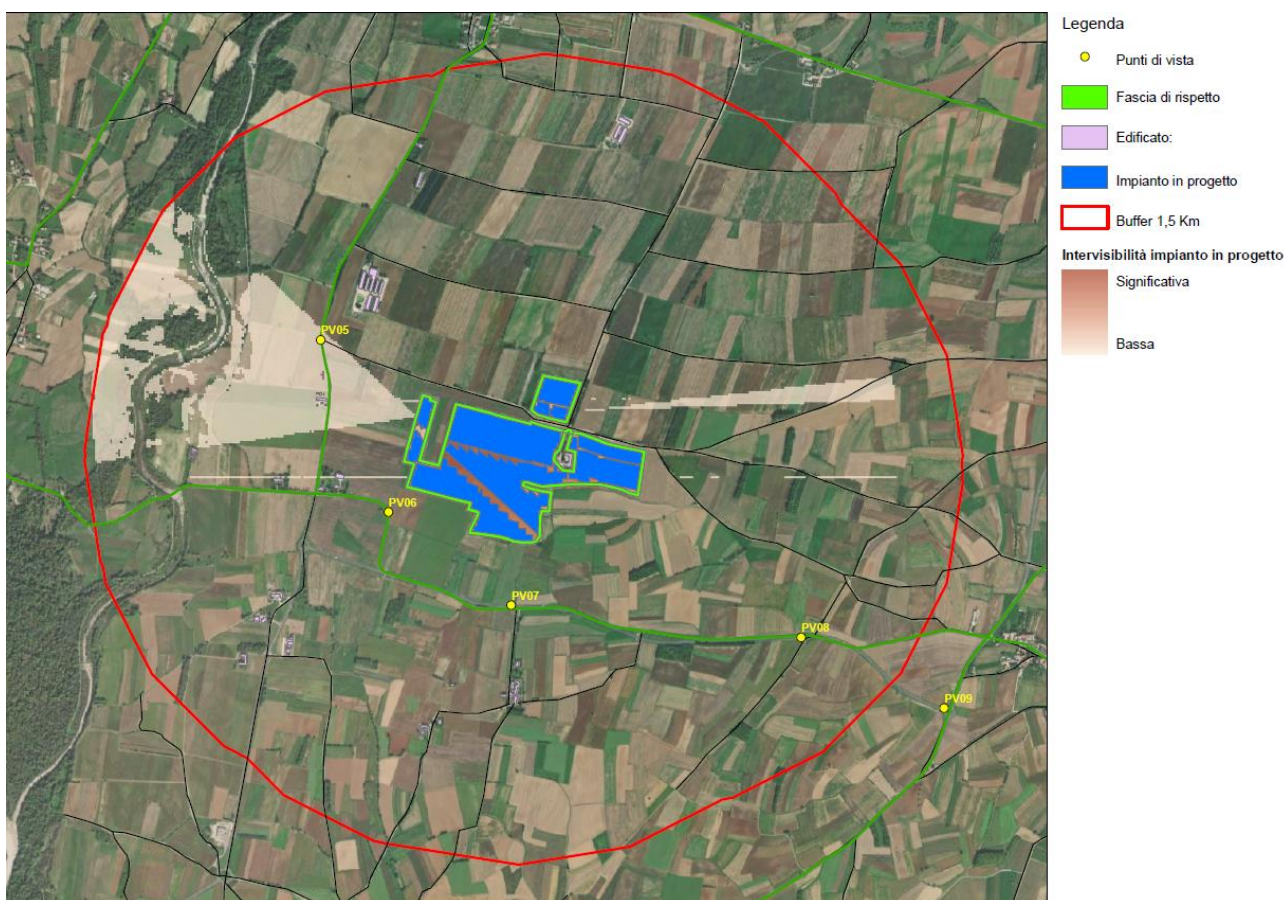 Legenda
Punti di vista
Fascia di rispetto
Edificato:
Impianto in progetto
Buffer 1,5 Km
Intervisibilità impianto in progetto
Significativa
Bassa
PV05
PV06
PV07
PV08
PV09